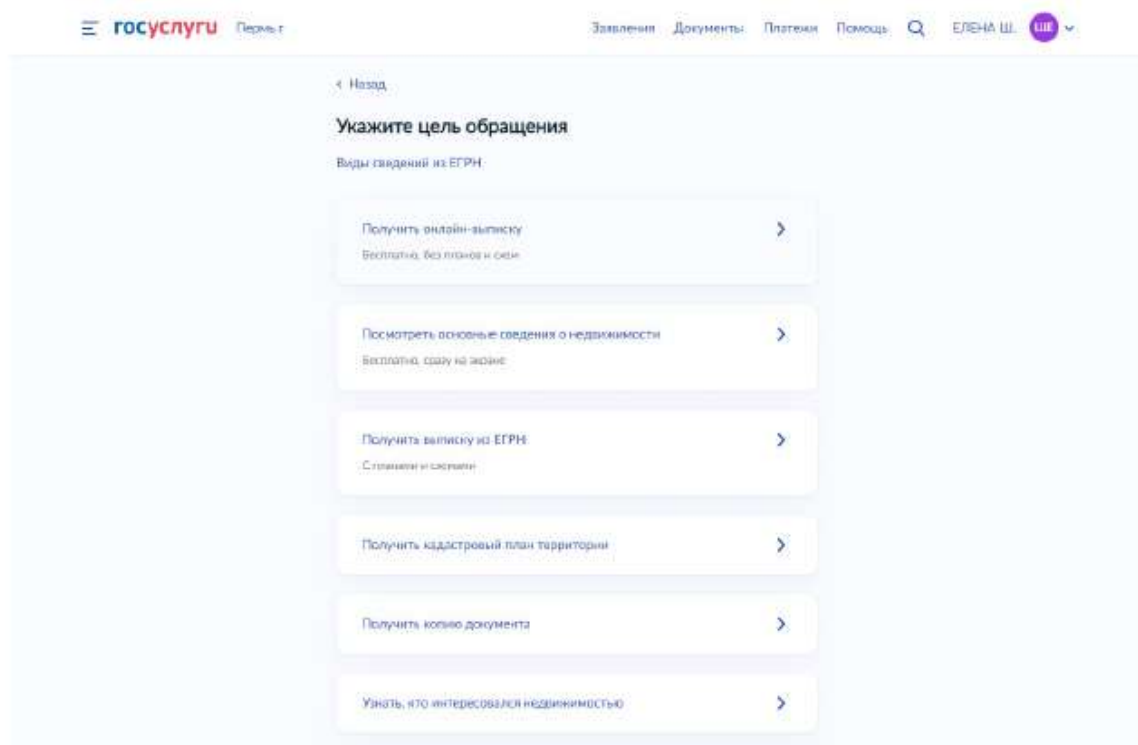 госуслуги Пермь г Заявления Документы Платежи Помощь ЕЛЕНА Ш. ШЕ
Назад
Укажите цель обращения
Виды сведений из ЕГРН
Получить онлайн-выписку
Бесплатно, без планов и схем
Посмотреть основные сведения о недвижимости
Бесплатно, сразу на экране
Получить выписку из ЕГРН
С планами и схемами
Получить кадастровый план территории
Получить копию документа
Узнать, кто интересовался недвижимостью